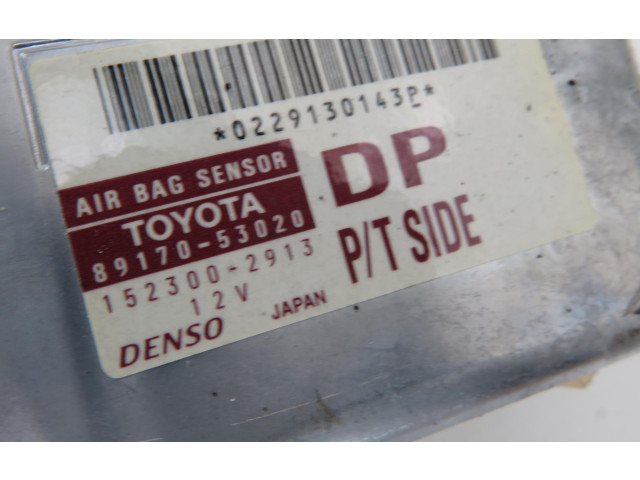 *0229130143P*
AIR BAG SENSOR
TOYOTA
89170-53020
DP
152300-2913
12V
P/T SIDE
DENSO
JAPAN